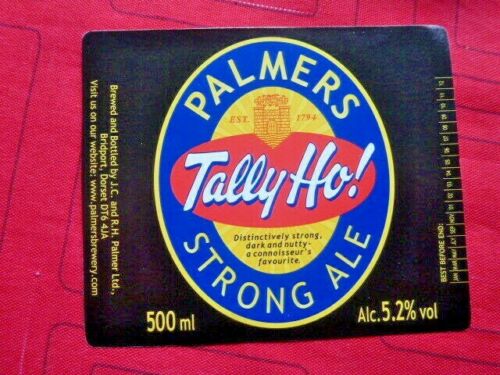 PALMERS
EST. 1794
Tally Ho!
Distinctively strong,
dark and nutty-
a connoisseur's
favourite.
STRONG ALE
500 ml
Alc.5.2% vol
Brewed and Bottled by J.C. and R.H. Palmer Ltd.,
Bridport, Dorset DT6 4JA
Visit us on our website: www.palmersbrewery.com
BEST BEFORE END: